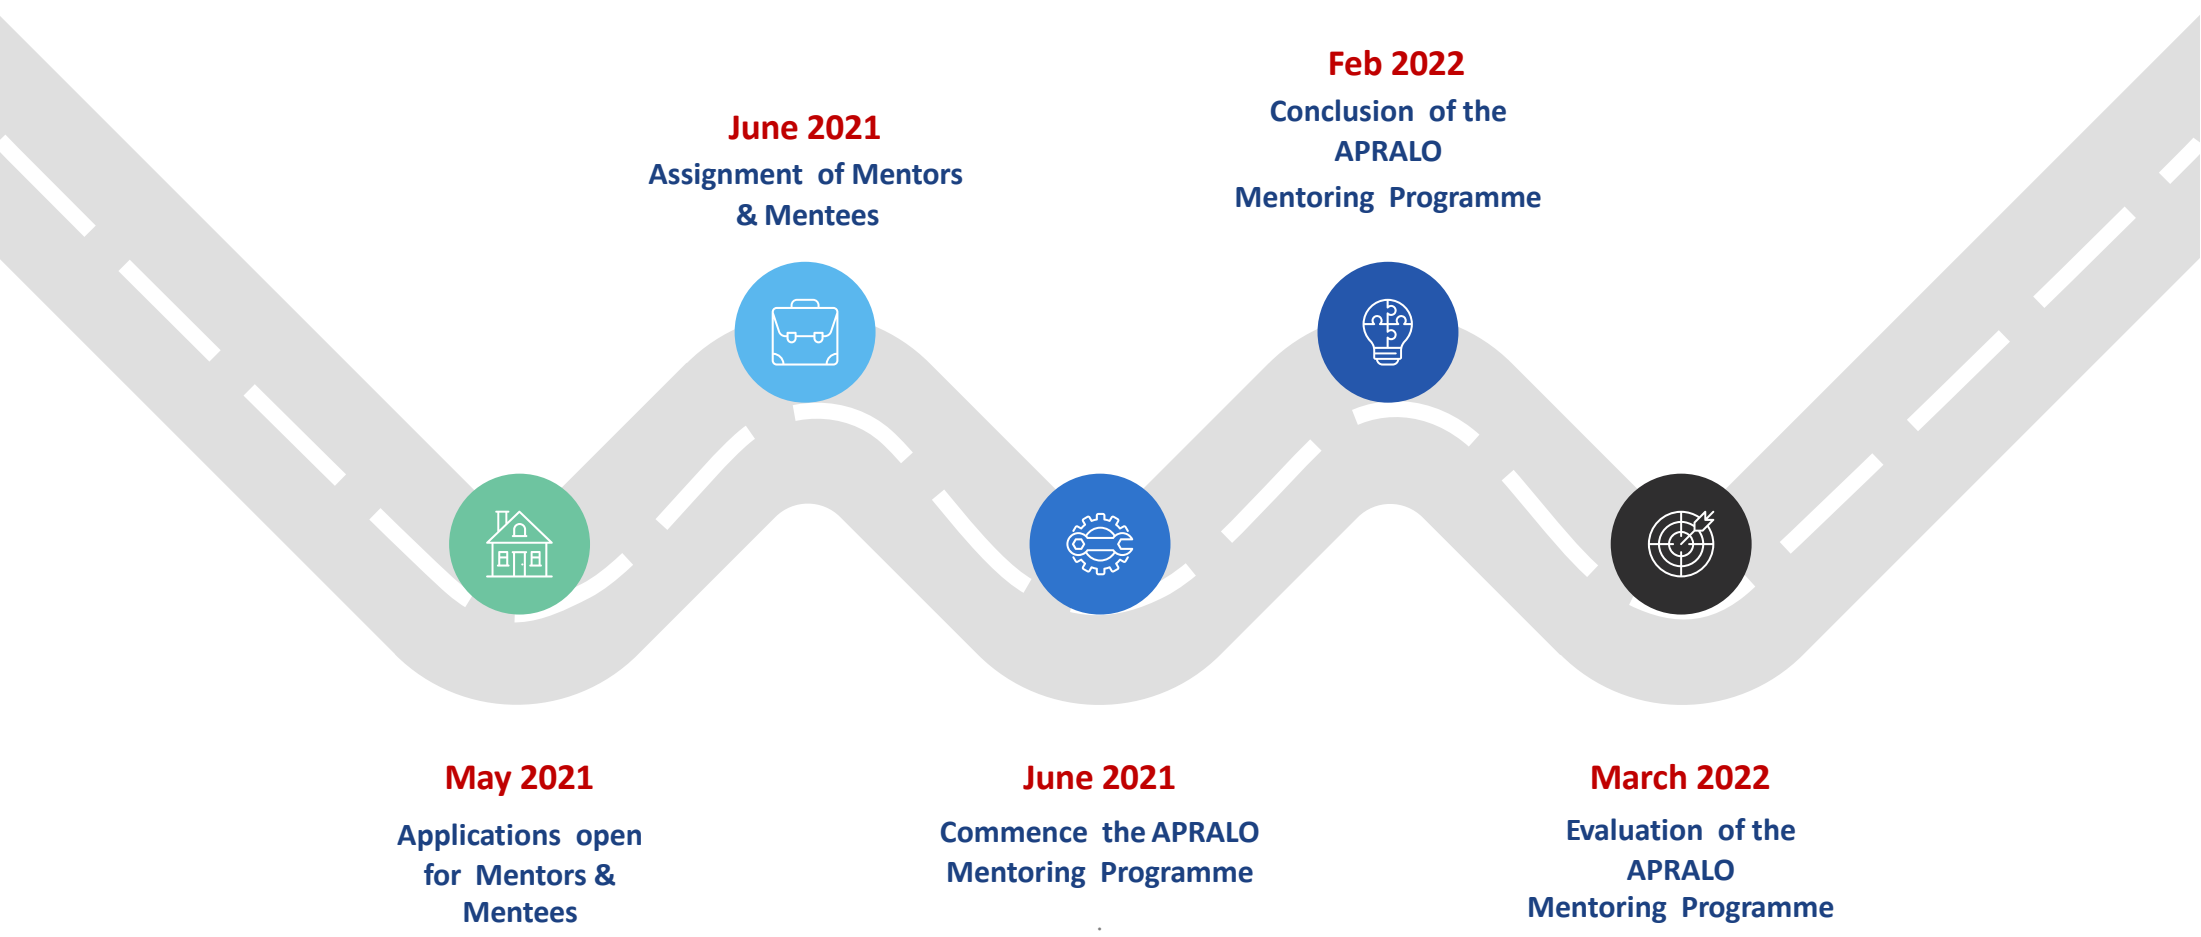 May 2021
Applications open
for Mentors &
Mentees
June 2021
Assignment of Mentors
& Mentees
June 2021
Commence the APRALO
Mentoring Programme
.
Feb 2022
Conclusion of the
APRALO
Mentoring Programme
March 2022
Evaluation of the
APRALO
Mentoring Programme